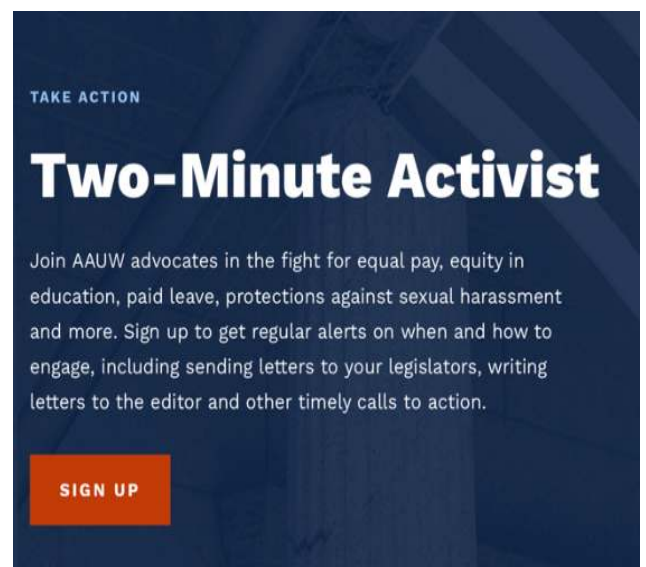 TAKE ACTION
Two-Minute Activist
Join AAUW advocates in the fight for equal pay, equity in
education, paid leave, protections against sexual harassment
and more. Sign up to get regular alerts on when and how to
engage, including sending letters to your legislators, writing
letters to the editor and other timely calls to action.
SIGN UP